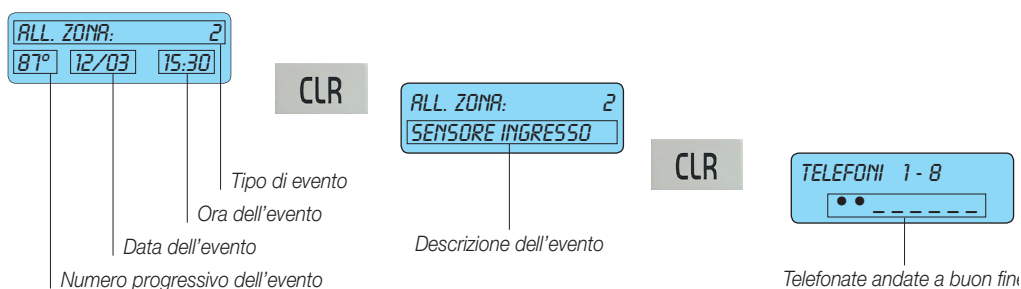 ALL. ZONA: 2
87° 12/03 15:30
CLR
ALL. ZONA: 2
SENSORE INGRESSO
CLR
TELEFONI 1 - 8
●●______
Tipo di evento
Ora dell'evento
Data dell'evento
Numero progressivo dell'evento
Descrizione dell'evento
Telefonate andate a buon fine